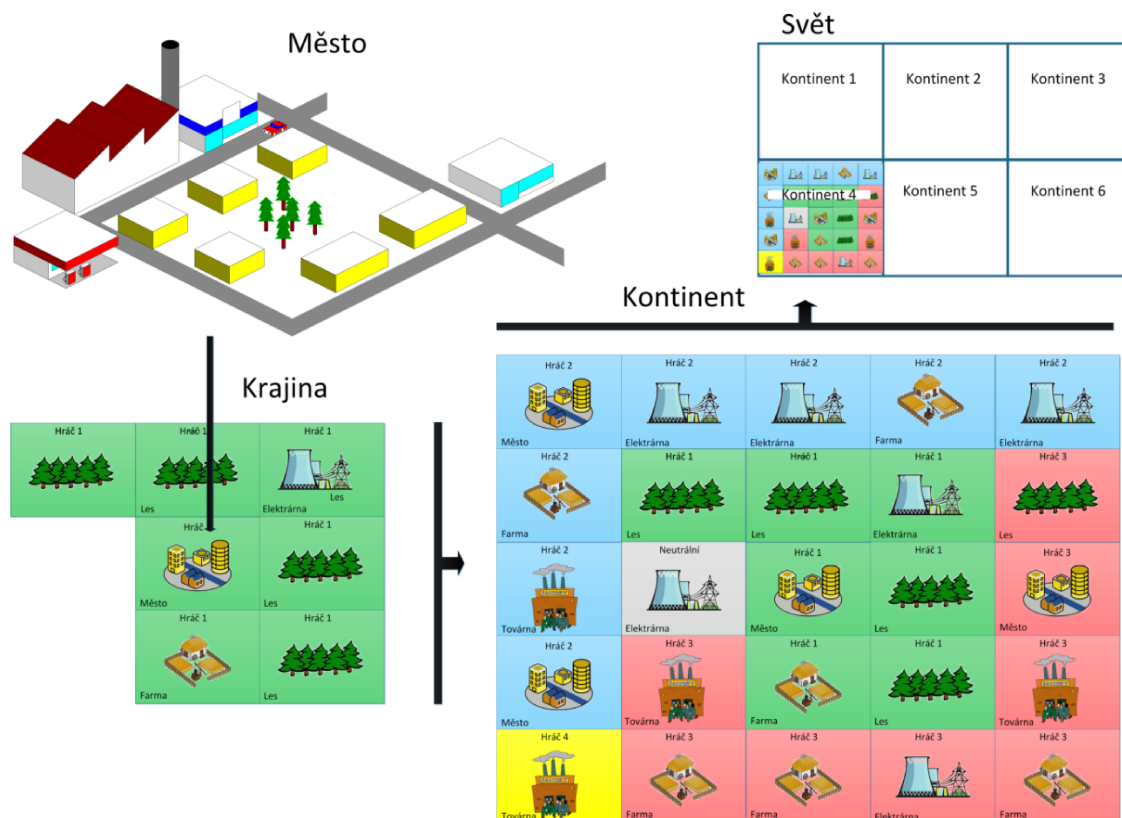 Město
Svět
Kontinent 1
Kontinent 2
Kontinent 3
Kontinent 4
Kontinent 5
Kontinent 6
Krajina
Hráč 1
Hráč 1
Hráč 1
Les
Les
Elektrárna
Hráč
Hráč 1
Město
Les
Hráč 1
Hráč 1
Farma
Les
Kontinent
Hráč 2
Hráč 2
Hráč 2
Hráč 2
Hráč 2
Město
Elektrárna
Elektrárna
Farma
Elektrárna
Hráč 2
Hráč 1
Hráč 1
Hráč 1
Hráč 3
Farma
Les
Les
Elektrárna
Les
Hráč 2
Neutrální
Hráč 1
Hráč 1
Hráč 3
Továrna
Elektrárna
Město
Les
Město
Hráč 2
Hráč 3
Hráč 1
Hráč 1
Hráč 3
Město
Továrna
Farma
Les
Továrna
Hráč 4
Hráč 3
Hráč 3
Hráč 3
Hráč 3
Továrna
Farma
Farma
Elektrárna
Farma